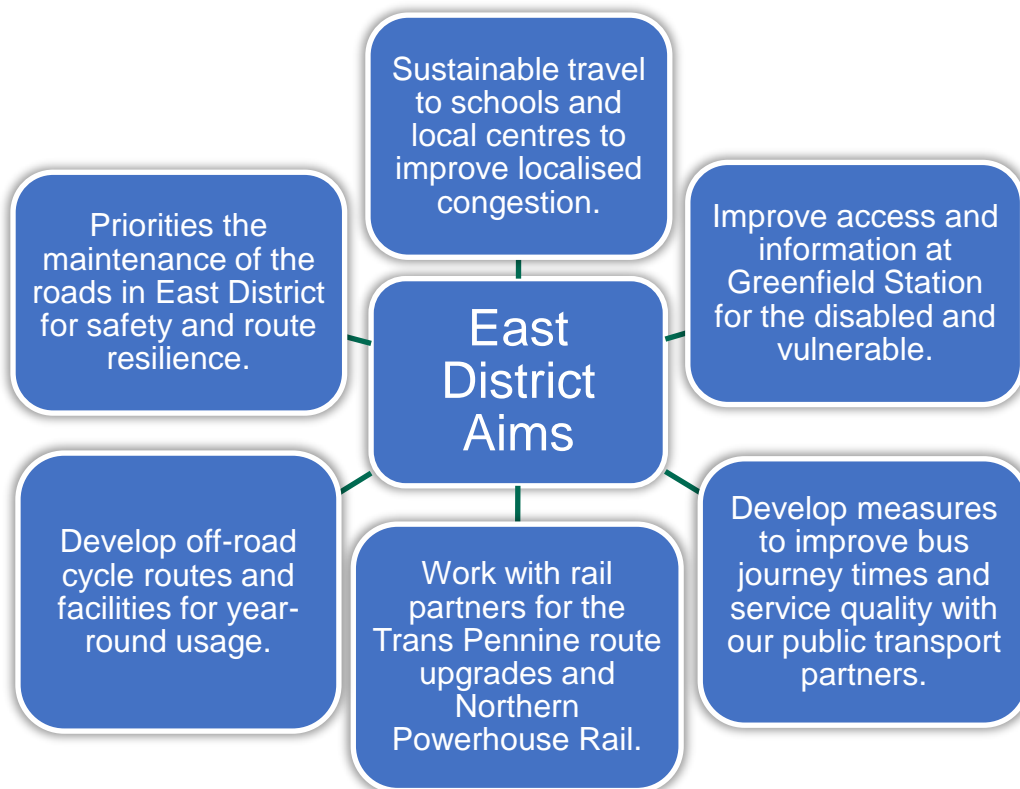 Sustainable travel
to schools and
local centres to
improve localised
congestion.
Priorities the
maintenance of the
roads in East District
for safety and route
resilience.
Improve access and
information at
Greenfield Station
for the disabled and
vulnerable.
East
District
Aims
Develop off-road
cycle routes and
facilities for year-
round usage.
Work with rail
partners for the
Trans Pennine route
upgrades and
Northern
Powerhouse Rail.
Develop measures
to improve bus
journey times and
service quality with
our public transport
partners.